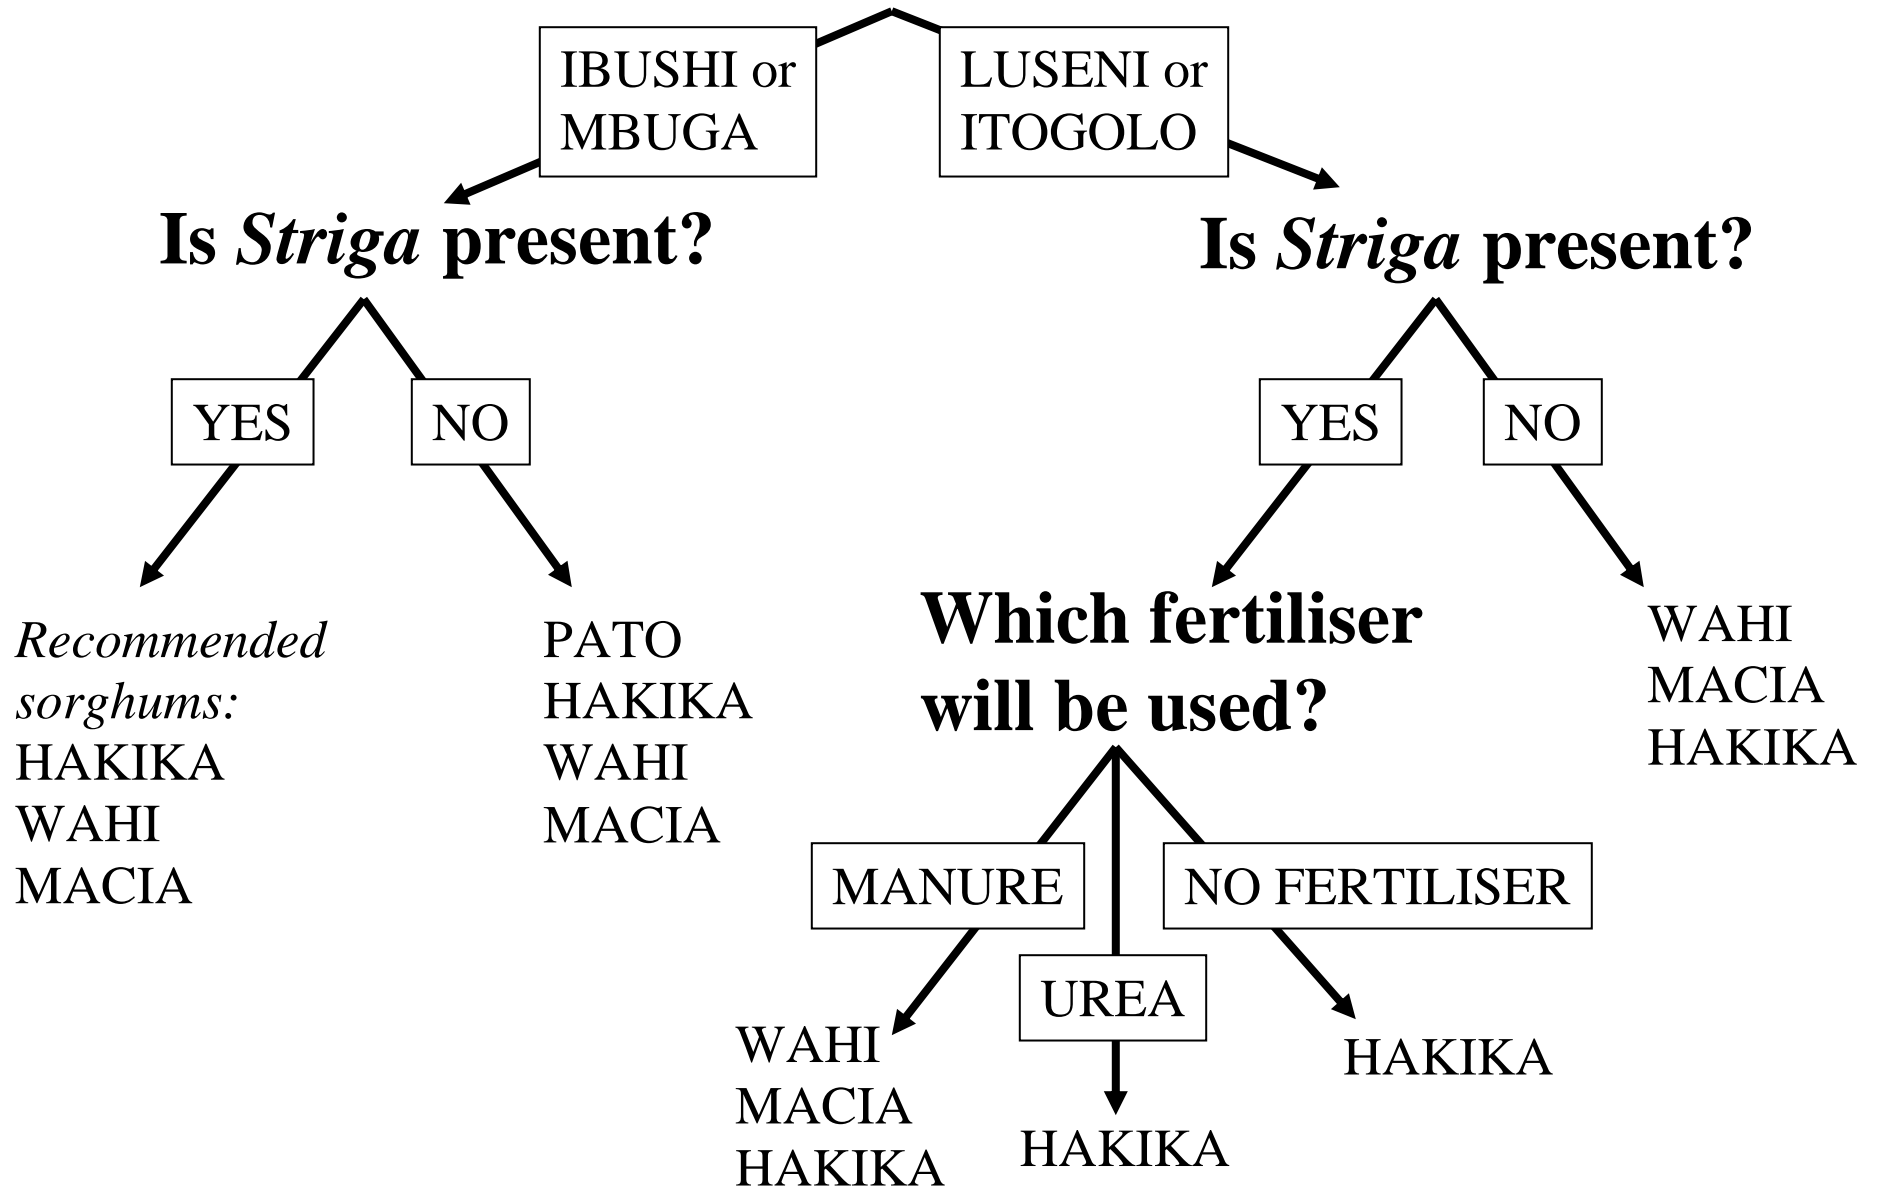 IBUSHI or
MBUGA
LUSENI or
ITOGOLO
Is Striga present?
Is Striga present?
YES
NO
YES
NO
Recommended
sorghums:
HAKIKA
WAHI
MACIA
PATO
HAKIKA
WAHI
MACIA
Which fertiliser
will be used?
WAHI
MACIA
HAKIKA
MANURE
NO FERTILISER
UREA
WAHI
MACIA
HAKIKA
HAKIKA
HAKIKA